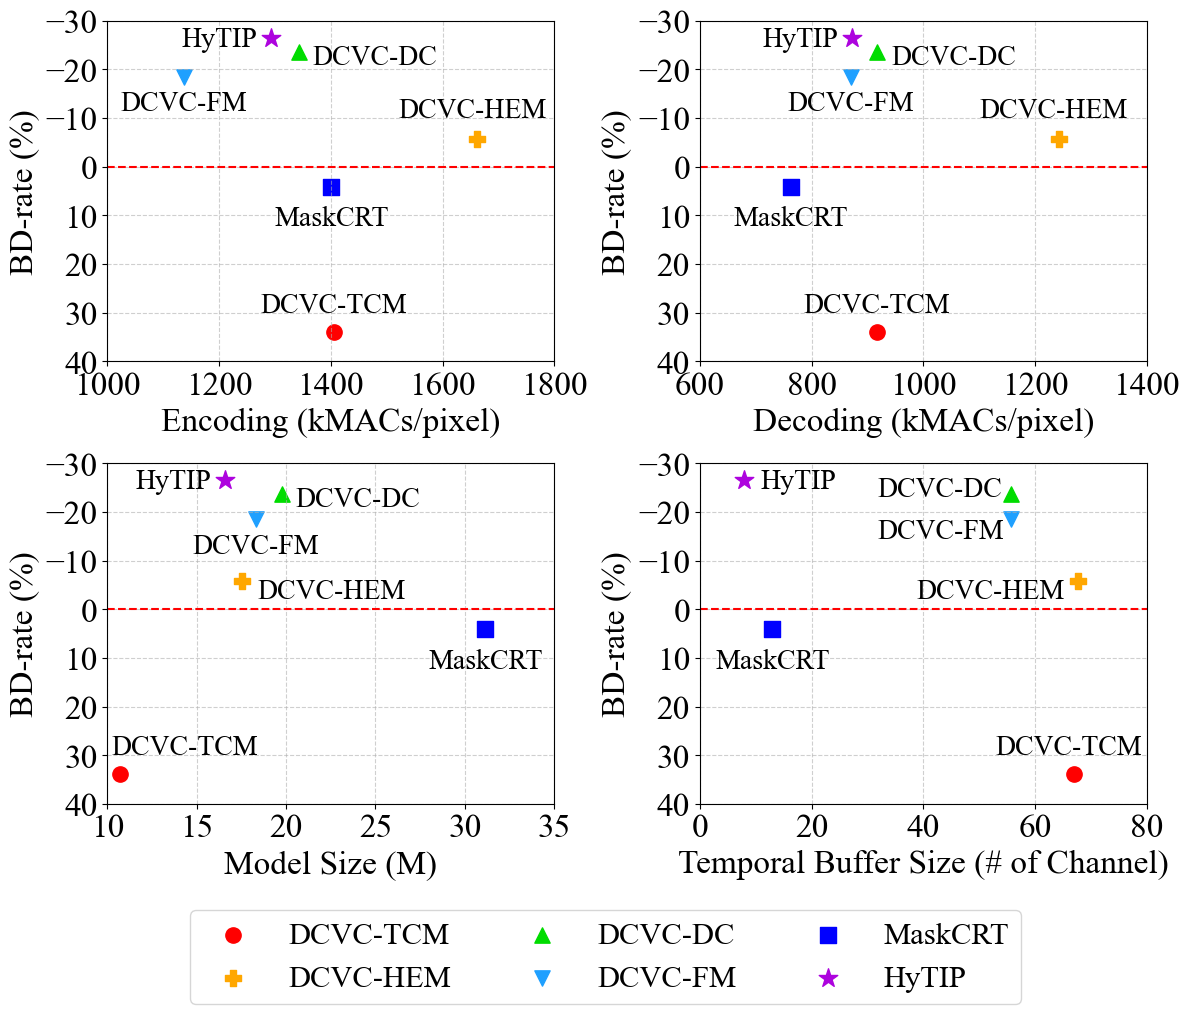 −30
−20
−10
0
10
20
30
40
BD-rate (%)
HyTIP
DCVC-DC
DCVC-FM
DCVC-HEM
MaskCRT
DCVC-TCM
1000 1200 1400 1600 1800
Encoding (kMACs/pixel)
−30
−20
−10
0
10
20
30
40
BD-rate (%)
HyTIP
DCVC-DC
DCVC-FM
DCVC-HEM
MaskCRT
DCVC-TCM
600 800 1000 1200 1400
Decoding (kMACs/pixel)
−30
−20
−10
0
10
20
30
40
BD-rate (%)
HyTIP
DCVC-DC
DCVC-FM
DCVC-HEM
MaskCRT
DCVC-TCM
10 15 20 25 30 35
Model Size (M)
−30
−20
−10
0
10
20
30
40
BD-rate (%)
HyTIP
DCVC-DC
DCVC-FM
DCVC-HEM
MaskCRT
DCVC-TCM
0 20 40 60 80
Temporal Buffer Size (# of Channel)
DCVC-TCM DCVC-DC MaskCRT
DCVC-HEM DCVC-FM HyTIP